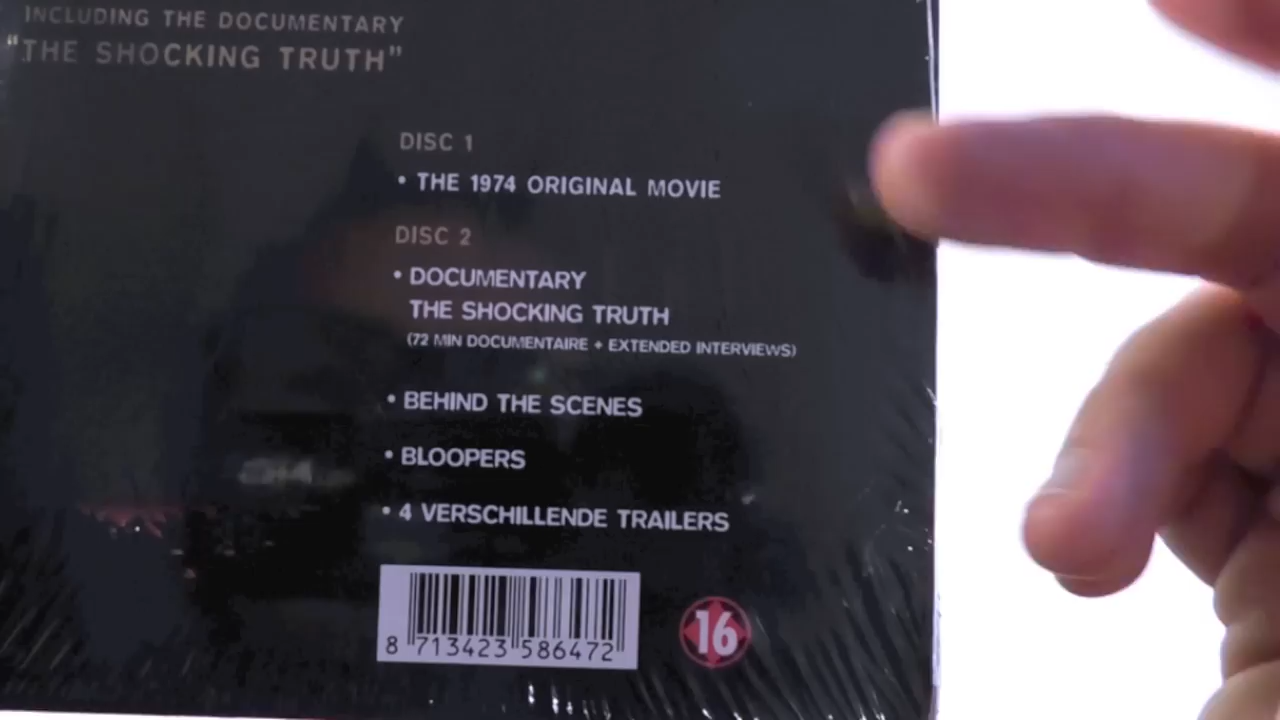 INCLUDING THE DOCUMENTARY
"THE SHOCKING TRUTH"
DISC 1
• THE 1974 ORIGINAL MOVIE
DISC 2
• DOCUMENTARY
THE SHOCKING TRUTH
(72 MIN DOCUMENTAIRE + EXTENDED INTERVIEWS)
• BEHIND THE SCENES
• BLOOPERS
• 4 VERSCHILLENDE TRAILERS
8 713423 586472
16